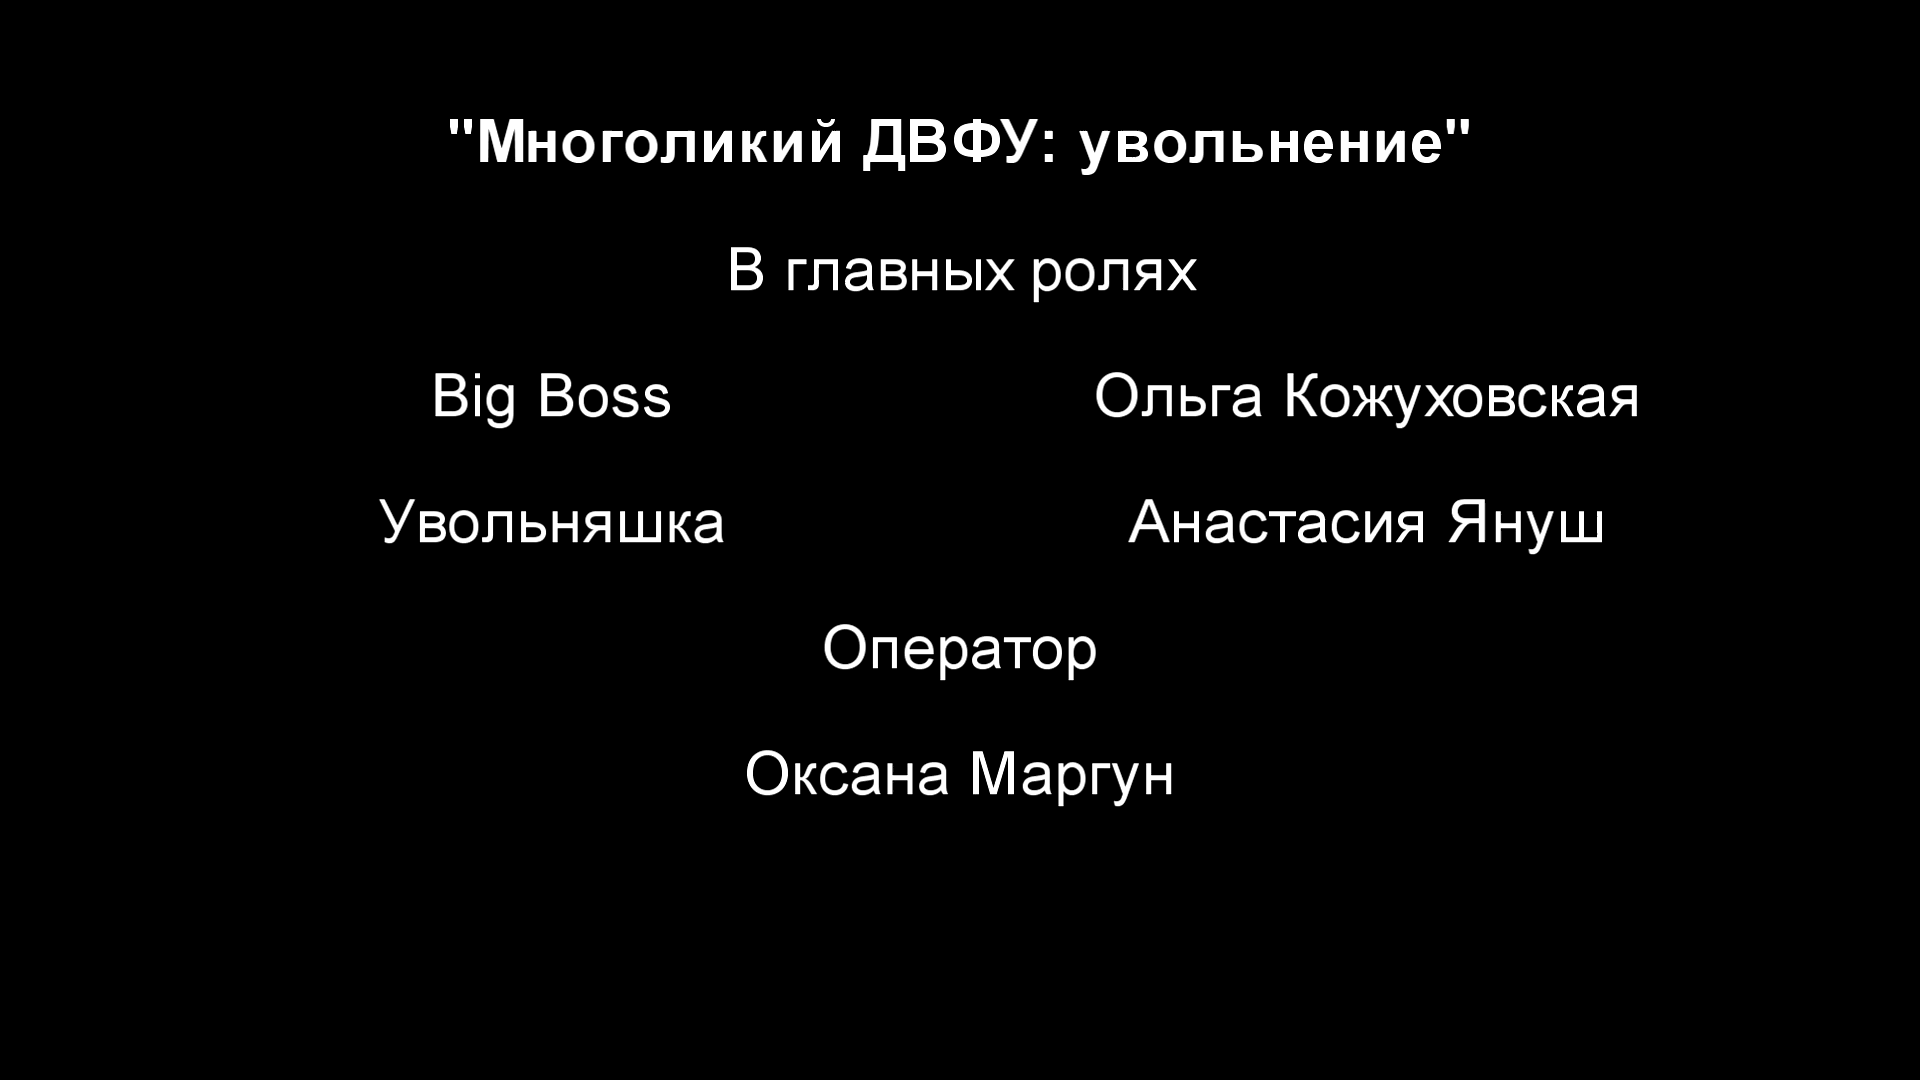 "Многоликий ДВФУ: увольнение"
В главных ролях
Big Boss Ольга Кожуховская
Увольняшка Анастасия Януш
Оператор
Оксана Маргун